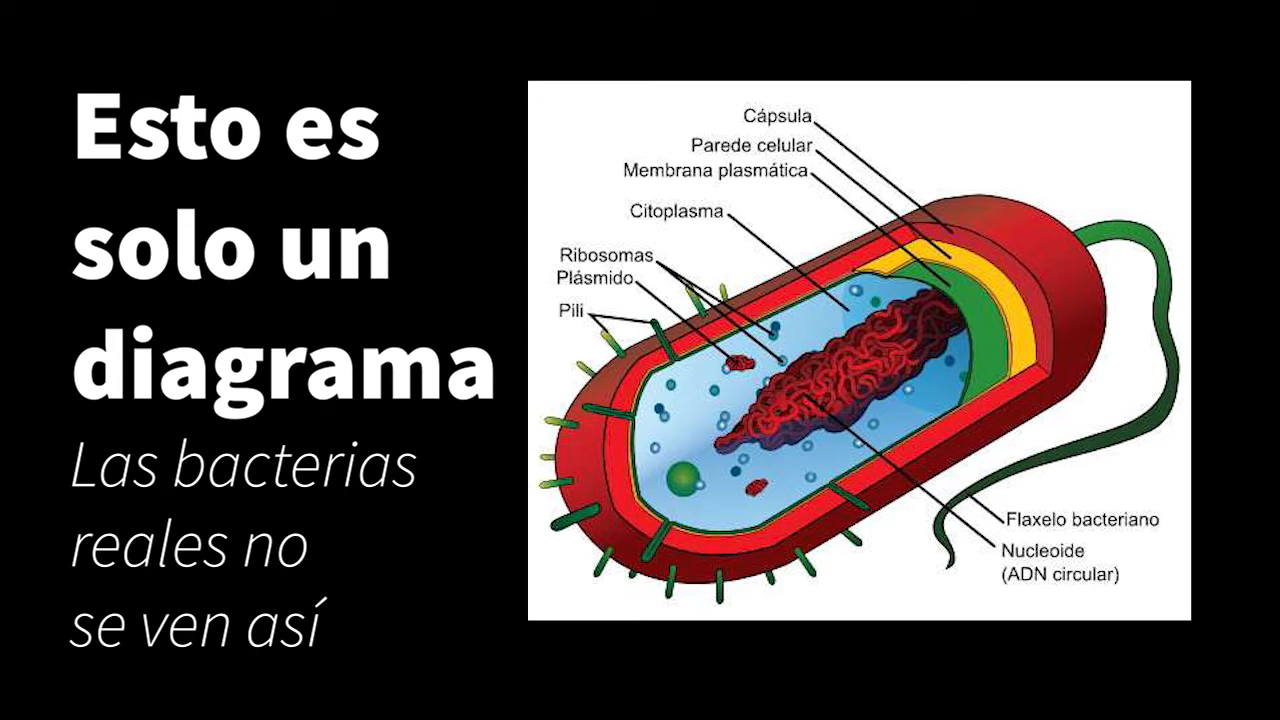 Esto es
solo un
diagrama
Las bacterias
reales no
se ven así
Cápsula
Parede celular
Membrana plasmática
Citoplasma
Ribosomas
Plásmido
Pili
Flaxelo bacteriano
Nucleoide
(ADN circular)